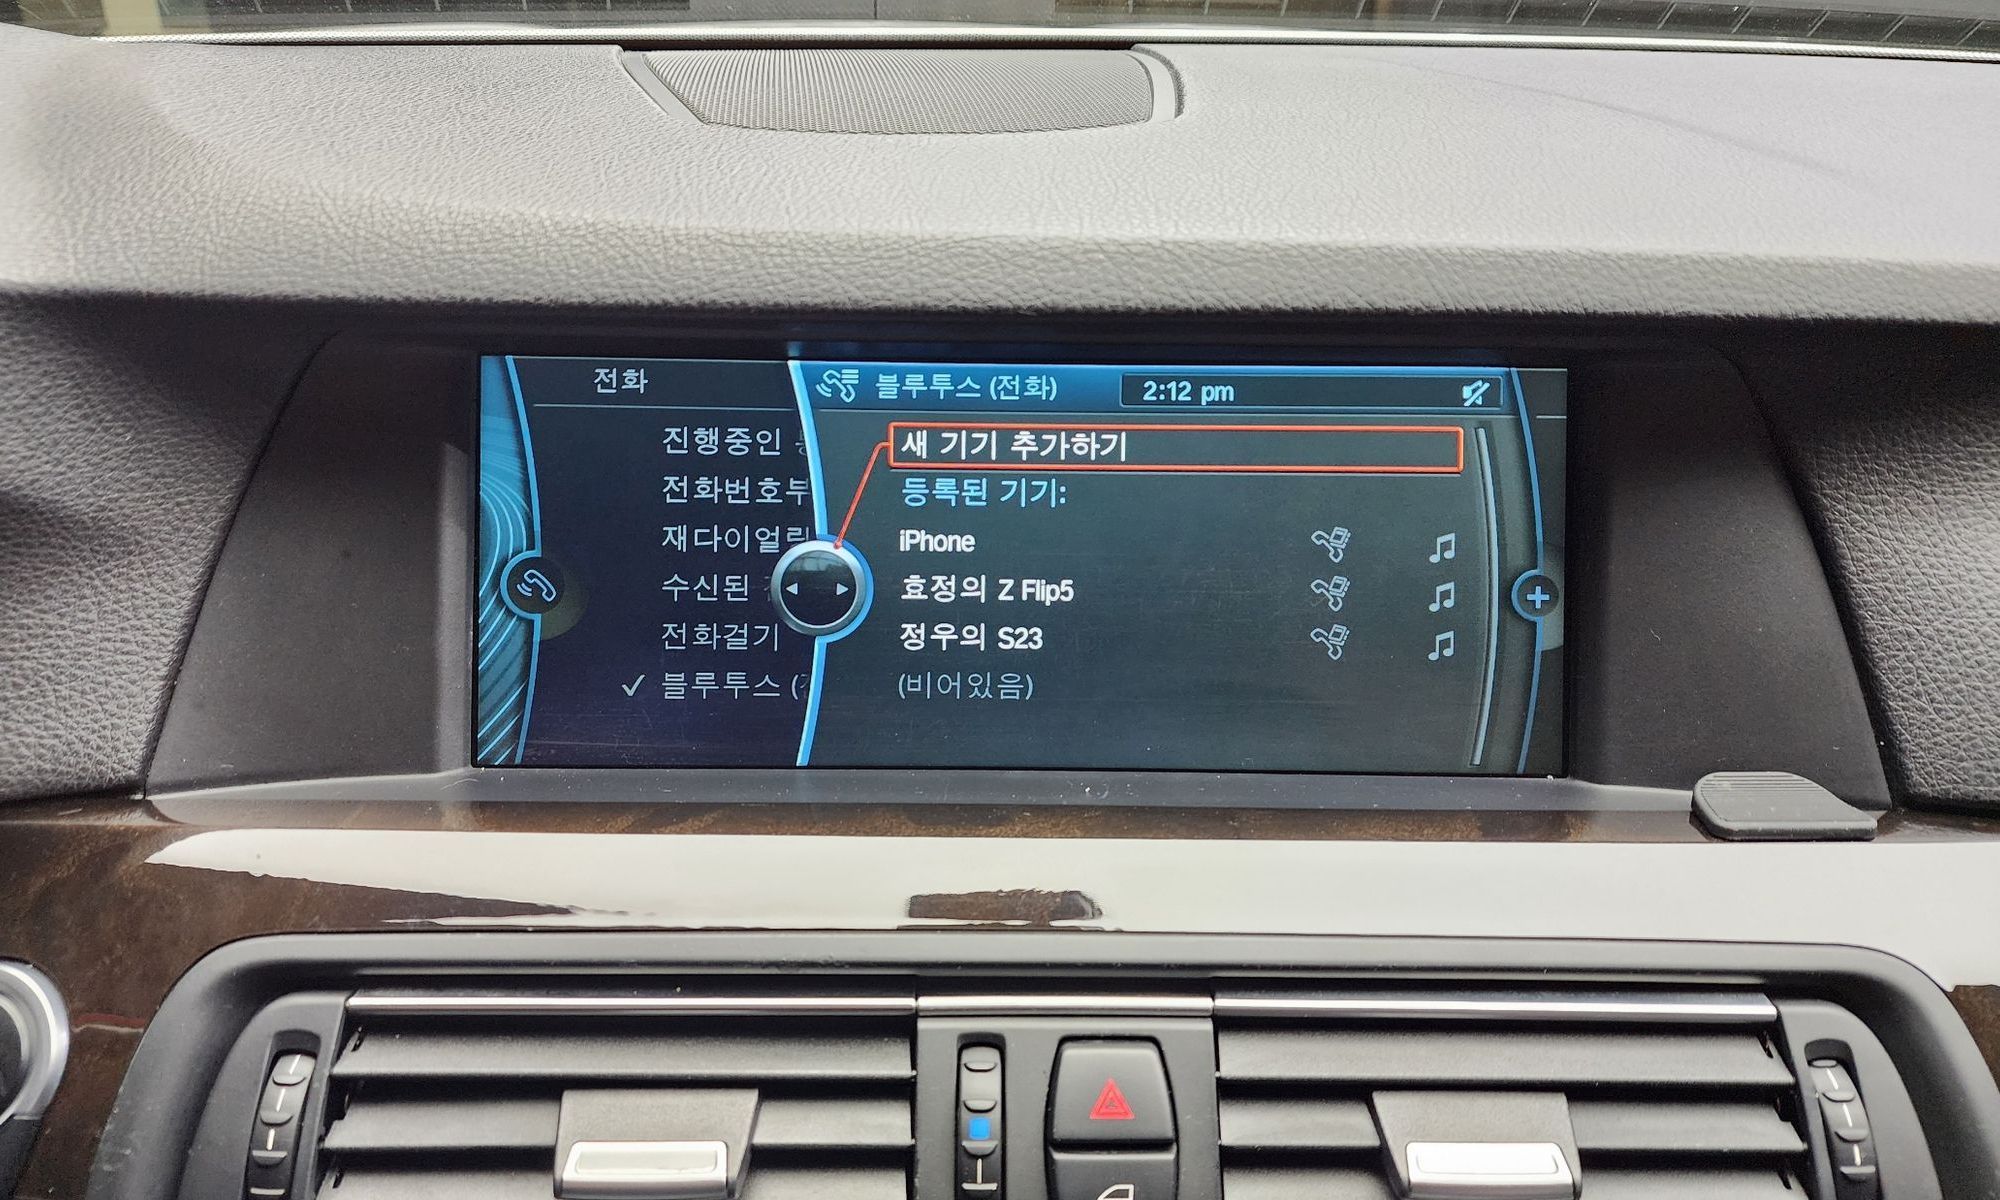 전화
진행중인
전화번호부
재다이얼링
수신된
전화걸기
✓ 블루투스 (
블루투스 (전화) 2:12 pm
새 기기 추가하기
등록된 기기:
iPhone
효정의 Z Flip5
정우의 S23
(비어있음)